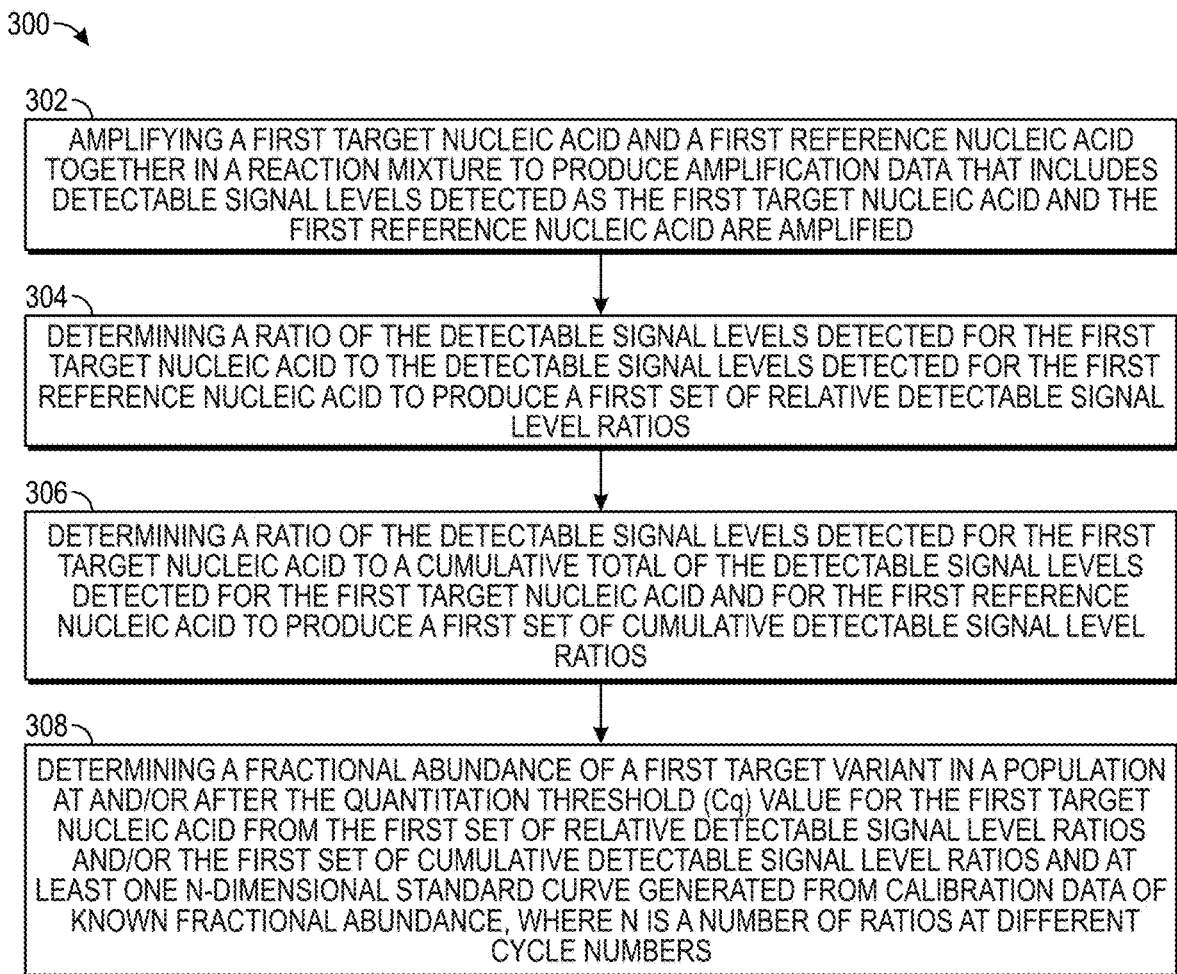 300
302
AMPLIFYING A FIRST TARGET NUCLEIC ACID AND A FIRST REFERENCE NUCLEIC ACID
TOGETHER IN A REACTION MIXTURE TO PRODUCE AMPLIFICATION DATA THAT INCLUDES
DETECTABLE SIGNAL LEVELS DETECTED AS THE FIRST TARGET NUCLEIC ACID AND THE
FIRST REFERENCE NUCLEIC ACID ARE AMPLIFIED
304
DETERMINING A RATIO OF THE DETECTABLE SIGNAL LEVELS DETECTED FOR THE FIRST
TARGET NUCLEIC ACID TO THE DETECTABLE SIGNAL LEVELS DETECTED FOR THE FIRST
REFERENCE NUCLEIC ACID TO PRODUCE A FIRST SET OF RELATIVE DETECTABLE SIGNAL
LEVEL RATIOS
306
DETERMINING A RATIO OF THE DETECTABLE SIGNAL LEVELS DETECTED FOR THE FIRST
TARGET NUCLEIC ACID TO A CUMULATIVE TOTAL OF THE DETECTABLE SIGNAL LEVELS
DETECTED FOR THE FIRST TARGET NUCLEIC ACID AND FOR THE FIRST REFERENCE
NUCLEIC ACID TO PRODUCE A FIRST SET OF CUMULATIVE DETECTABLE SIGNAL LEVEL
RATIOS
308
DETERMINING A FRACTIONAL ABUNDANCE OF A FIRST TARGET VARIANT IN A POPULATION
AT AND/OR AFTER THE QUANTITATION THRESHOLD (Cq) VALUE FOR THE FIRST TARGET
NUCLEIC ACID FROM THE FIRST SET OF RELATIVE DETECTABLE SIGNAL LEVEL RATIOS
AND/OR THE FIRST SET OF CUMULATIVE DETECTABLE SIGNAL LEVEL RATIOS AND AT
LEAST ONE N-DIMENSIONAL STANDARD CURVE GENERATED FROM CALIBRATION DATA OF
KNOWN FRACTIONAL ABUNDANCE, WHERE N IS A NUMBER OF RATIOS AT DIFFERENT
CYCLE NUMBERS